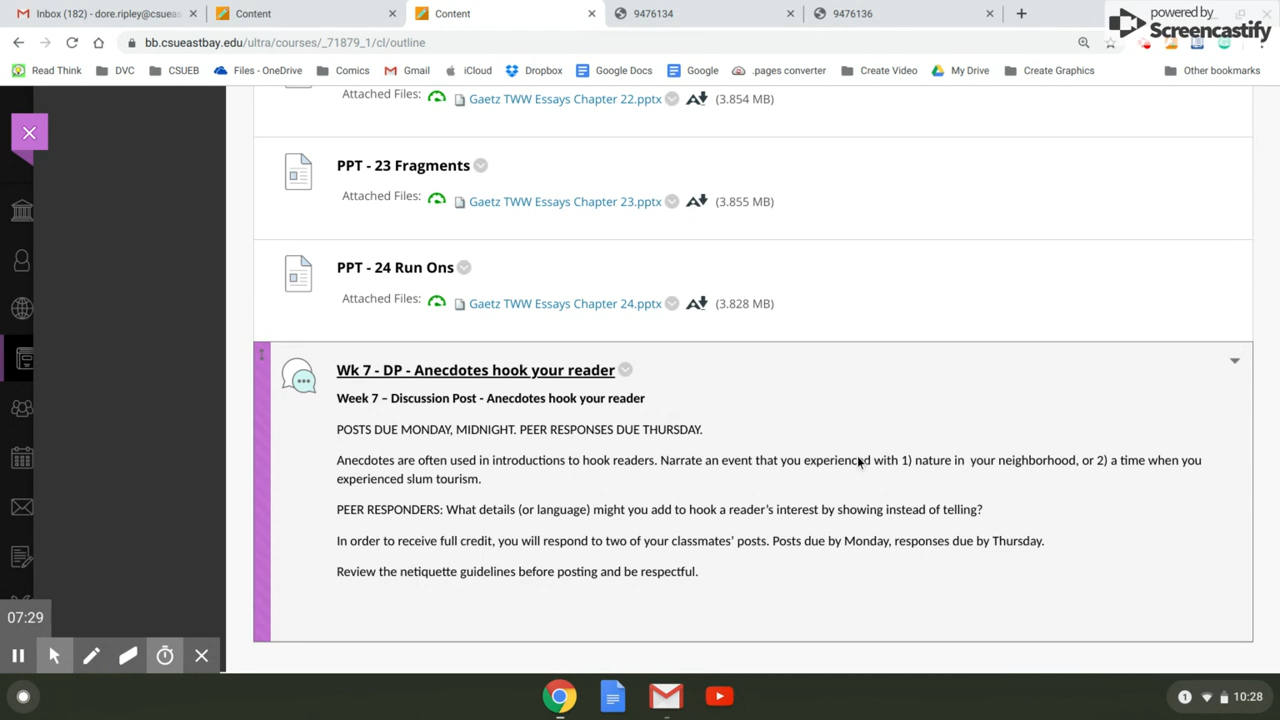 Inbox (182) - dore.ripley@csueas
Content
Content
9476134
9476136
powered by
Screencastify
bb.csueastbay.edu/ultra/courses/_71879_1/cl/outline
Read Think
DVC
CSUEB
Files - OneDrive
Comics
Gmail
iCloud
Dropbox
Google Docs
Google
.pages converter
Create Video
My Drive
Create Graphics
Other bookmarks
Attached Files: Gaetz TWW Essays Chapter 22.pptx (3.854 MB)
PPT - 23 Fragments
Attached Files: Gaetz TWW Essays Chapter 23.pptx (3.855 MB)
PPT - 24 Run Ons
Attached Files: Gaetz TWW Essays Chapter 24.pptx (3.828 MB)
Wk 7 - DP - Anecdotes hook your reader
Week 7 – Discussion Post - Anecdotes hook your reader
POSTS DUE MONDAY, MIDNIGHT. PEER RESPONSES DUE THURSDAY.
Anecdotes are often used in introductions to hook readers. Narrate an event that you experienced with 1) nature in your neighborhood, or 2) a time when you
experienced slum tourism.
PEER RESPONDERS: What details (or language) might you add to hook a reader's interest by showing instead of telling?
In order to receive full credit, you will respond to two of your classmates' posts. Posts due by Monday, responses due by Thursday.
Review the netiquette guidelines before posting and be respectful.
07:29
1
10:28